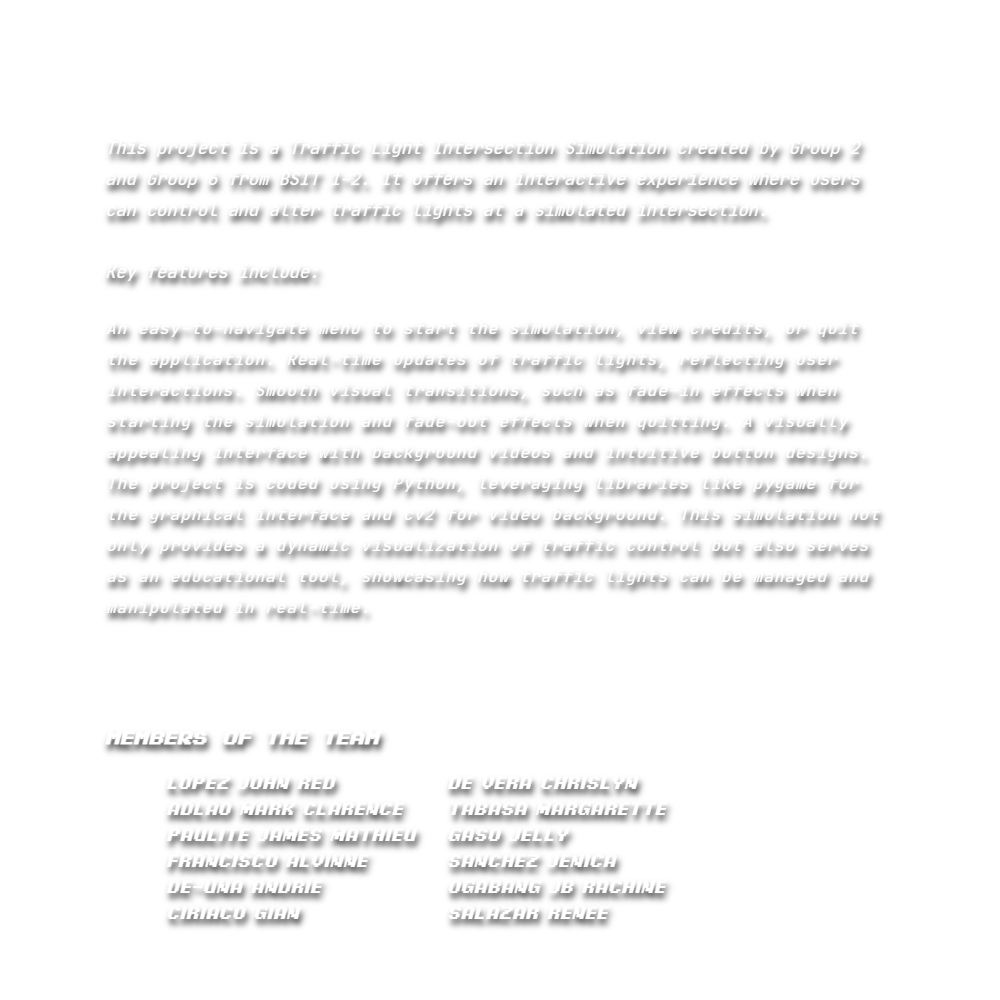 This project is a Traffic Light Intersection Simulation created by Group 2
and Group 6 from BSIT 1-2. It offers an interactive experience where users
can control and alter traffic lights at a simulated intersection.
Key features include:
An easy-to-navigate menu to start the simulation, view credits, or quit
the application. Real-time updates of traffic lights, reflecting user
interactions. Smooth visual transitions, such as fade-in effects when
starting the simulation and fade-out effects when quitting. A visually
appealing interface with background videos and intuitive button designs.
The project is coded using Python, leveraging libraries like pygame for
the graphical interface and cv2 for video background. This simulation not
only provides a dynamic visualization of traffic control but also serves
as an educational tool, showcasing how traffic lights can be managed and
manipulated in real-time.
MEMBERS OF THE TEAM
LOPEZ JOHN RED
ADLAO MARK CLARENCE
PAULITE JAMES MATHIEU
FRANCISCO ALVINNE
DE-UNA ANDRIE
CIRIACO GIAN
DE VERA CHRISLYN
TABASA MARGARETTE
GASO JELLY
SANCHEZ JENICA
UGABANG JB RACHINE
SALAZAR RENEE